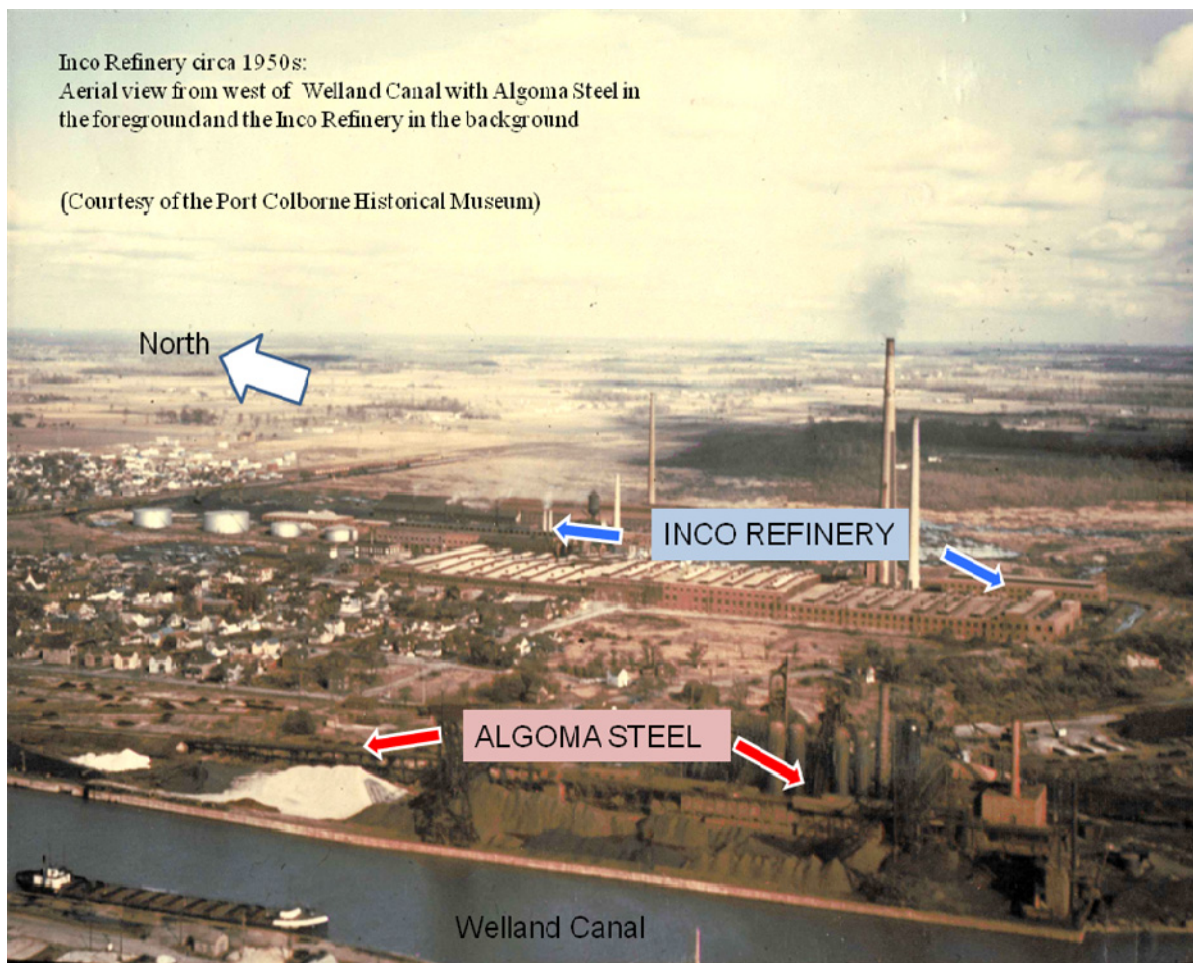 Inco Refinery circa 1950s:
Aerial view from west of Welland Canal with Algoma Steel in
the foreground and the Inco Refinery in the background
(Courtesy of the Port Colborne Historical Museum)
North
INCO REFINERY
ALGOMA STEEL
Welland Canal